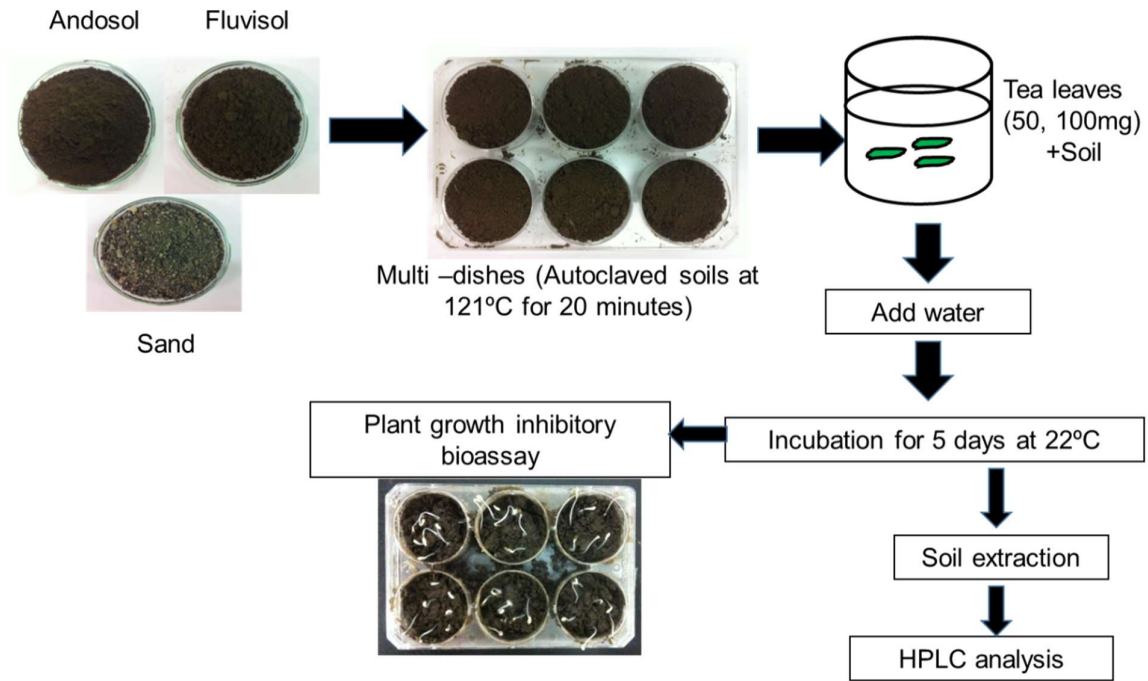 Andosol
Fluvisol
Sand
Multi –dishes (Autoclaved soils at
121ºC for 20 minutes)
Tea leaves
(50, 100mg)
+Soil
Add water
Incubation for 5 days at 22ºC
Plant growth inhibitory
bioassay
Soil extraction
HPLC analysis